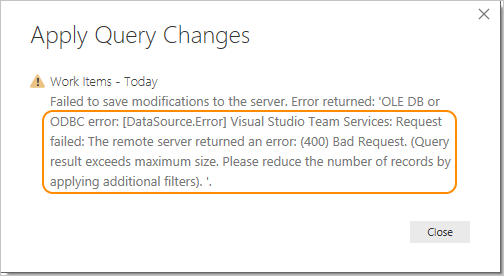 Apply Query Changes
Work Items - Today
Failed to save modifications to the server. Error returned: 'OLE DB or
ODBC error: [DataSource.Error] Visual Studio Team Services: Request
failed: The remote server returned an error: (400) Bad Request. (Query
result exceeds maximum size. Please reduce the number of records by
applying additional filters). '.
Close